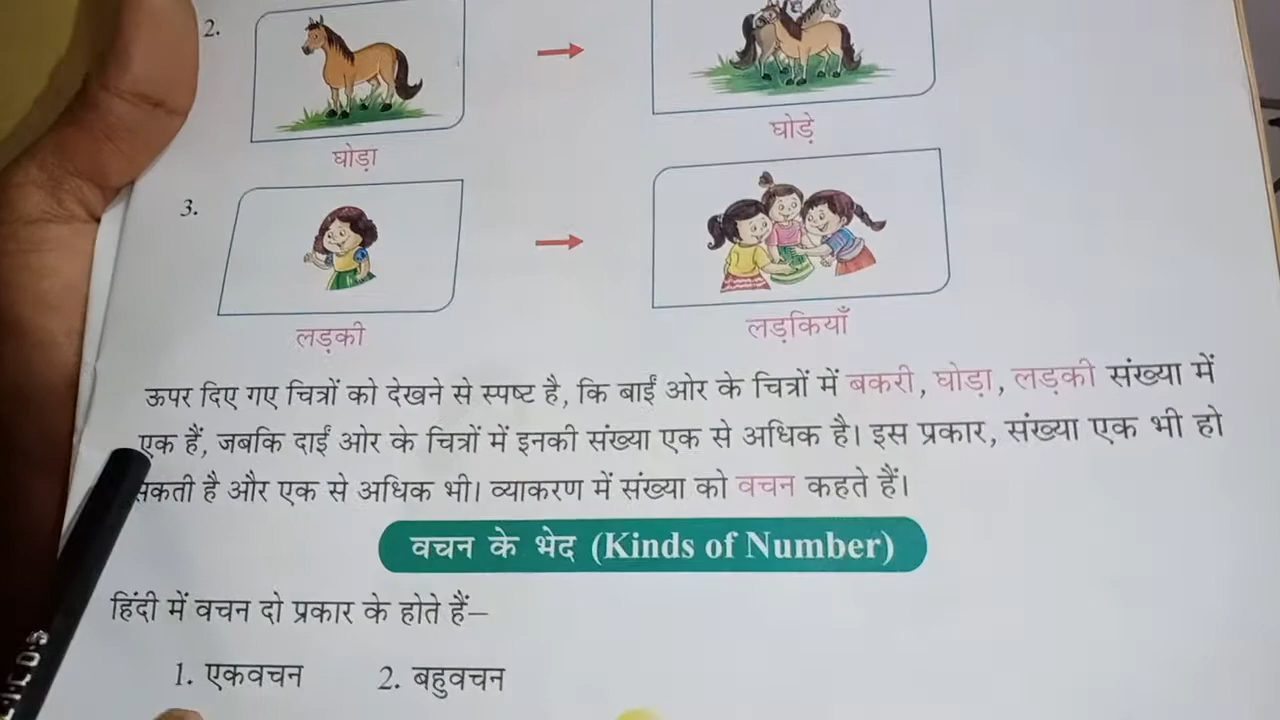 2.
घोड़ा
घोड़े
3.
लड़की
लड़कियाँ
ऊपर दिए गए चित्रों को देखने से स्पष्ट है, कि बाईं ओर के चित्रों में बकरी, घोड़ा, लड़की संख्या में
एक हैं, जबकि दाईं ओर के चित्रों में इनकी संख्या एक से अधिक है। इस प्रकार, संख्या एक भी हो
सकती है और एक से अधिक भी। व्याकरण में संख्या को वचन कहते हैं।
वचन के भेद (Kinds of Number)
हिंदी में वचन दो प्रकार के होते हैं–
1. एकवचन 2. बहुवचन